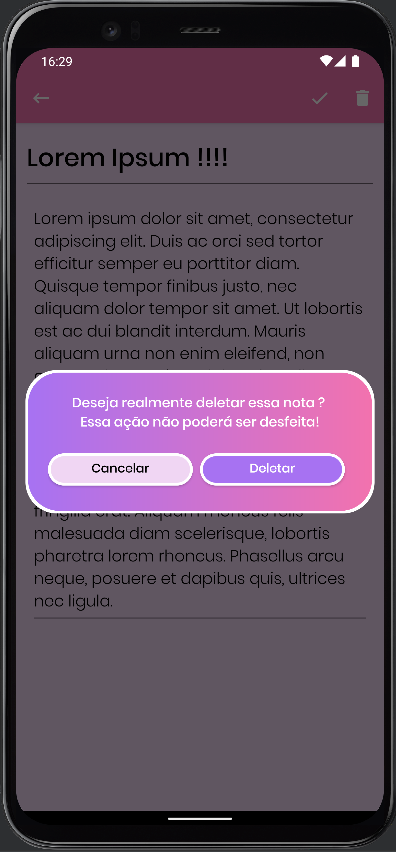 16:29
Lorem Ipsum !!!!
Lorem ipsum dolor sit amet, consectetur
adipiscing elit. Duis ac orci sed tortor
efficitur semper eu porttitor diam.
Quisque tempor finibus justo, nec
aliquam dolor tempor sit amet. Ut lobortis
est ac dui blandit interdum. Mauris
aliquam urna non enim eleifend, non
Deseja realmente deletar essa nota ?
Essa ação não poderá ser desfeita!
Cancelar
Deletar
fringilla erat. Aliquam rhoncus felis
malesuada diam scelerisque, lobortis
pharetra lorem rhoncus. Phasellus arcu
neque, posuere et dapibus quis, ultrices
nec ligula.